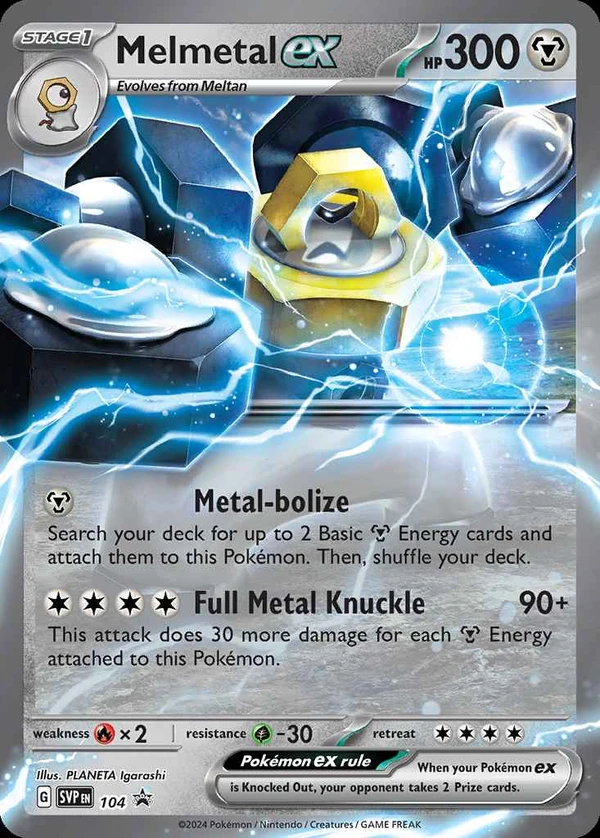 STAGE1
Melmetal ex
HP 300
Evolves from Meltan
Metal-bolize
Search your deck for up to 2 Basic Energy cards and
attach them to this Pokémon. Then, shuffle your deck.
Full Metal Knuckle 90+
This attack does 30 more damage for each Energy
attached to this Pokémon.
weakness ×2 resistance -30 retreat
Illus. PLANETA Igarashi
Pokémon ex rule
When your Pokémon ex
is Knocked Out, your opponent takes 2 Prize cards.
G SVP EN 104
©2024 Pokémon / Nintendo / Creatures / GAME FREAK